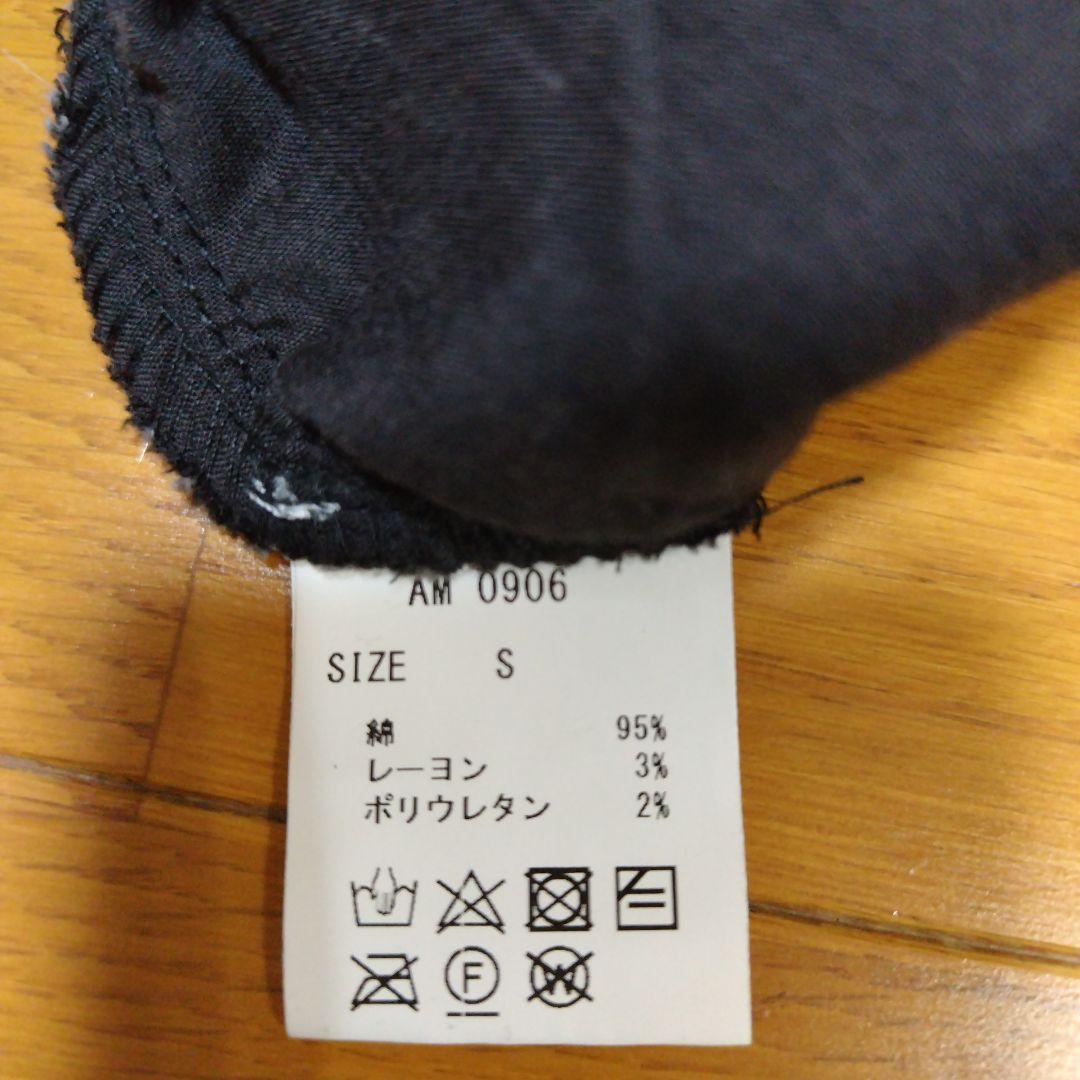 AM 0906
SIZE S
綿 95%
レーヨン 3%
ポリウレタン 2%
F
W